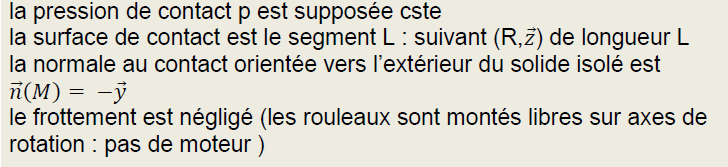 la pression de contact p est supposée cste
la surface de contact est le segment L : suivant (R,z⃗) de longueur L
la normale au contact orientée vers l'extérieur du solide isolé est
n⃗(M) = −y⃗
le frottement est négligé (les rouleaux sont montés libres sur axes de
rotation : pas de moteur )